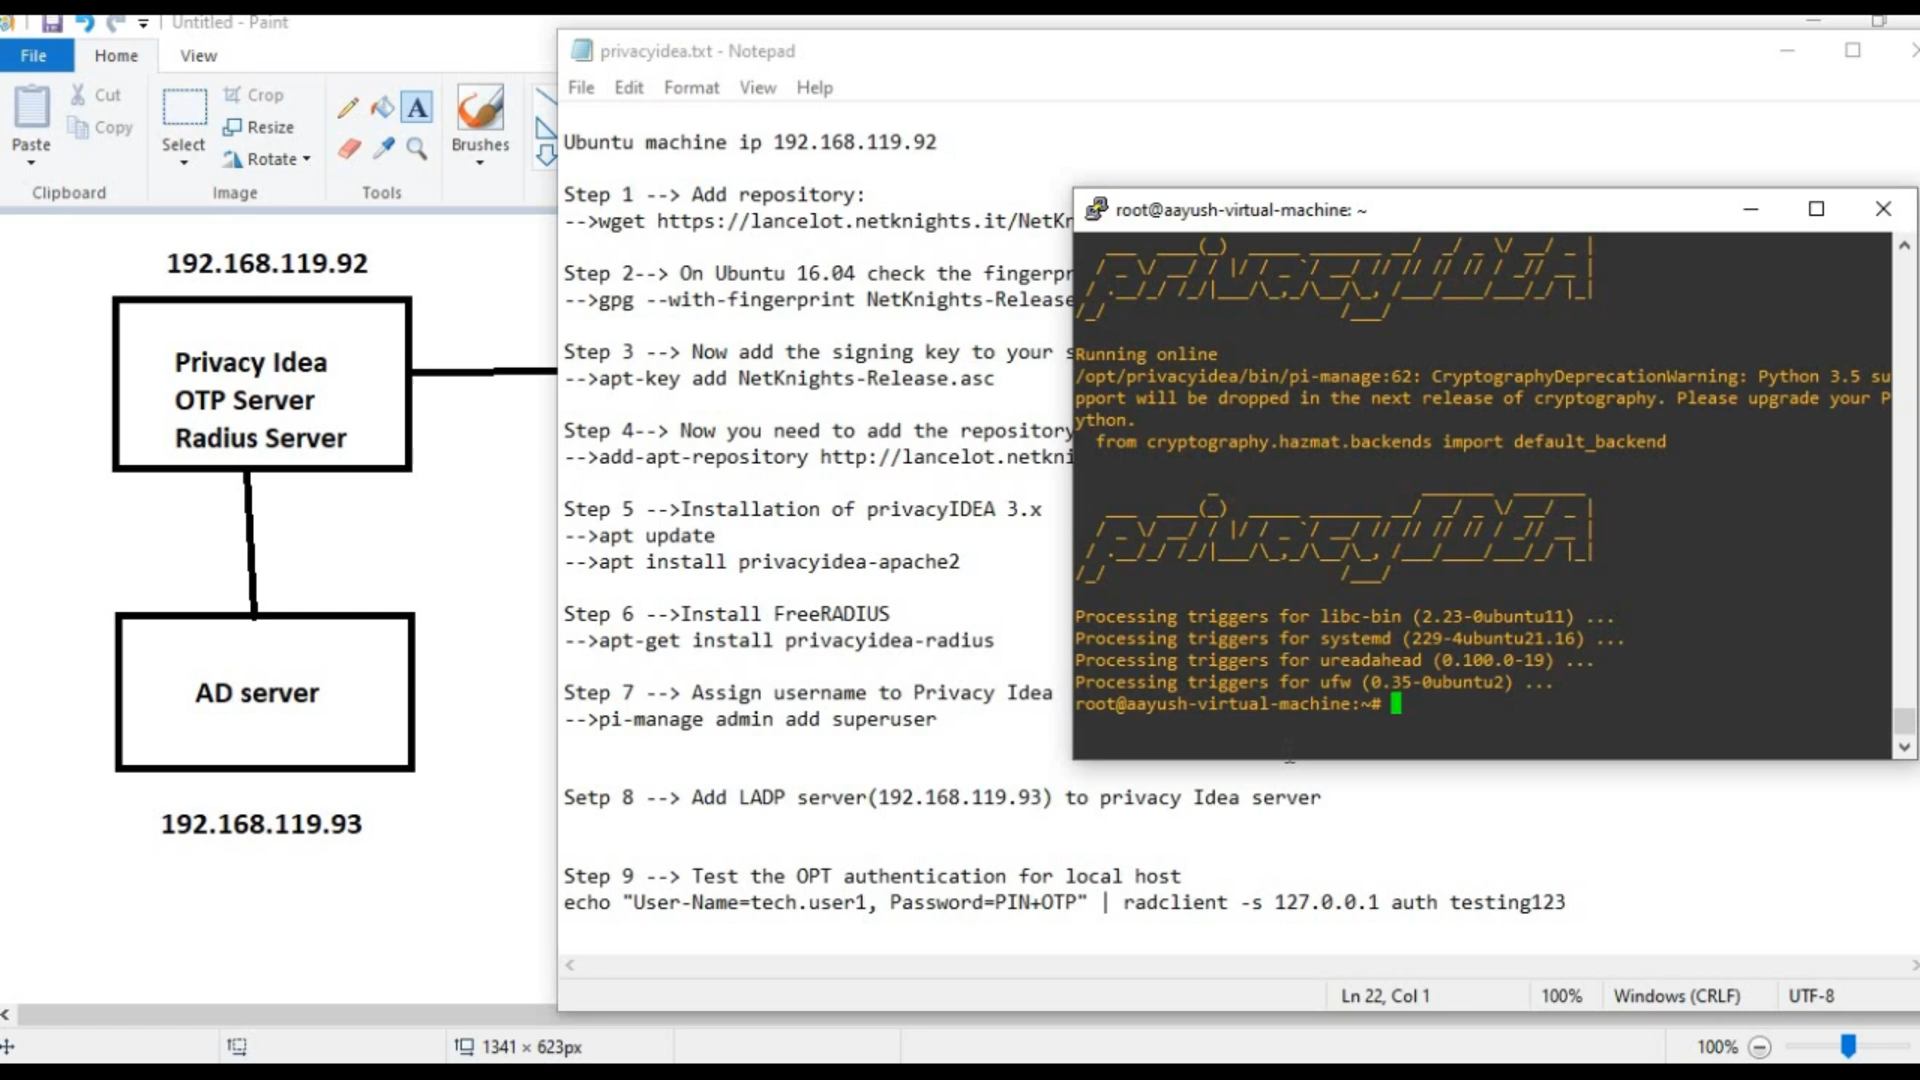 Untitled - Paint
File
Home
View
Paste
Cut
Copy
Clipboard
Select
Crop
Resize
Rotate
Image
A
Tools
Brushes
192.168.119.92
Privacy Idea
OTP Server
Radius Server
AD server
192.168.119.93
1341 × 623px
100%
privacyidea.txt - Notepad
File Edit Format View Help
Ubuntu machine ip 192.168.119.92
Step 1 --> Add repository:
-->wget https://lancelot.netknights.it/NetKn
Step 2--> On Ubuntu 16.04 check the fingerpr
-->gpg --with-fingerprint NetKnights-Release
Step 3 --> Now add the signing key to your s
-->apt-key add NetKnights-Release.asc
Step 4--> Now you need to add the repository
-->add-apt-repository http://lancelot.netkni
Step 5 -->Installation of privacyIDEA 3.x
-->apt update
-->apt install privacyidea-apache2
Step 6 -->Install FreeRADIUS
-->apt-get install privacyidea-radius
Step 7 --> Assign username to Privacy Idea
-->pi-manage admin add superuser
Setp 8 --> Add LADP server(192.168.119.93) to privacy Idea server
Step 9 --> Test the OPT authentication for local host
echo "User-Name=tech.user1, Password=PIN+OTP" | radclient -s 127.0.0.1 auth testing123
Ln 22, Col 1
100%
Windows (CRLF)
UTF-8
root@aayush-virtual-machine: ~
privacyIDEA
Running online
/opt/privacyidea/bin/pi-manage:62: CryptographyDeprecationWarning: Python 3.5 su
pport will be dropped in the next release of cryptography. Please upgrade your P
ython.
from cryptography.hazmat.backends import default_backend
privacyIDEA
Processing triggers for libc-bin (2.23-0ubuntu11) ...
Processing triggers for systemd (229-4ubuntu21.16) ...
Processing triggers for ureadahead (0.100.0-19) ...
Processing triggers for ufw (0.35-0ubuntu2) ...
root@aayush-virtual-machine:~#